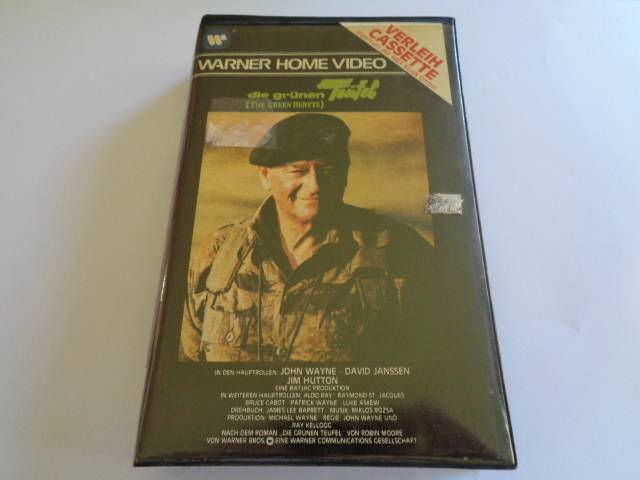 WARNER HOME VIDEO
VERLEIH
CASSETTE
die grünen Teufel
(THE GREEN BERETS)
IN DEN HAUPTROLLEN: JOHN WAYNE · DAVID JANSSEN
JIM HUTTON
EINE BATJAC PRODUKTION
IN WEITEREN HAUPTROLLEN: ALDO RAY · RAYMOND ST. JACQUES
BRUCE CABOT · PATRICK WAYNE · LUKE ASKEW
DREHBUCH: JAMES LEE BARRETT · MUSIK: MIKLOS ROZSA
PRODUKTION: MICHAEL WAYNE · REGIE: JOHN WAYNE UND
RAY KELLOGG
NACH DEM ROMAN „DIE GRÜNEN TEUFEL" VON ROBIN MOORE
VON WARNER BROS. EINE WARNER COMMUNICATIONS GESELLSCHAFT